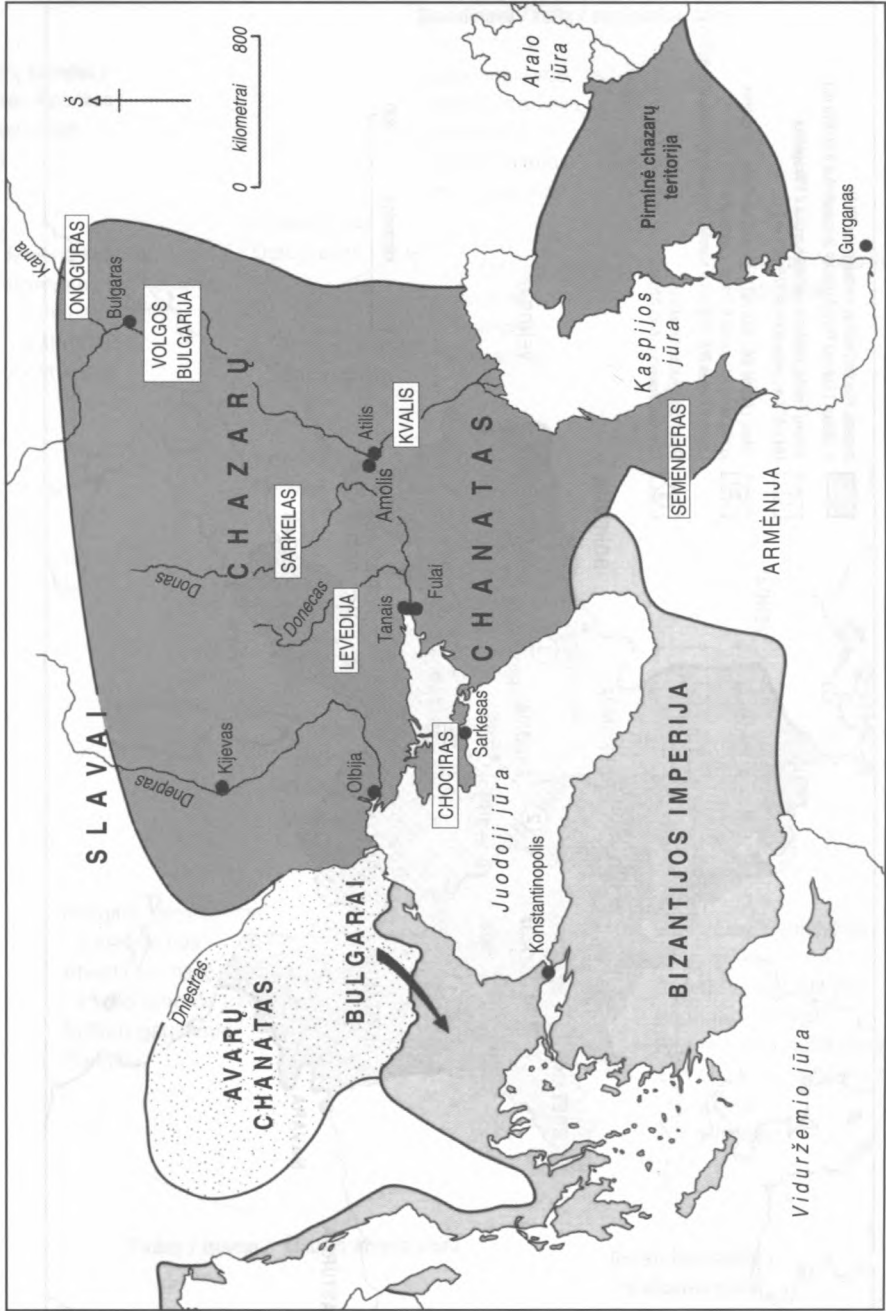 Š
kilometrai
0 800
SLAVAI
Kama
ONOGURAS
Bulgaras
VOLGOS
BULGARIJA
CHAZARŲ
CHANATAS
Donas
SARKELAS
Donecas
LEVEDIJA
Atilis
Amolis
KVALIS
Tanais
Fulai
Dnepras
Kijevas
Olbija
CHOCIRAS
Sarkesas
Dniestras
AVARŲ
CHANATAS
BULGARAI
Juodoji jūra
Konstantinopolis
BIZANTIJOS IMPERIJA
Viduržemio jūra
ARMĖNIJA
SEMENDERAS
Kaspijos
jūra
Aralo
jūra
Pirminė chazarų
teritorija
Gurganas